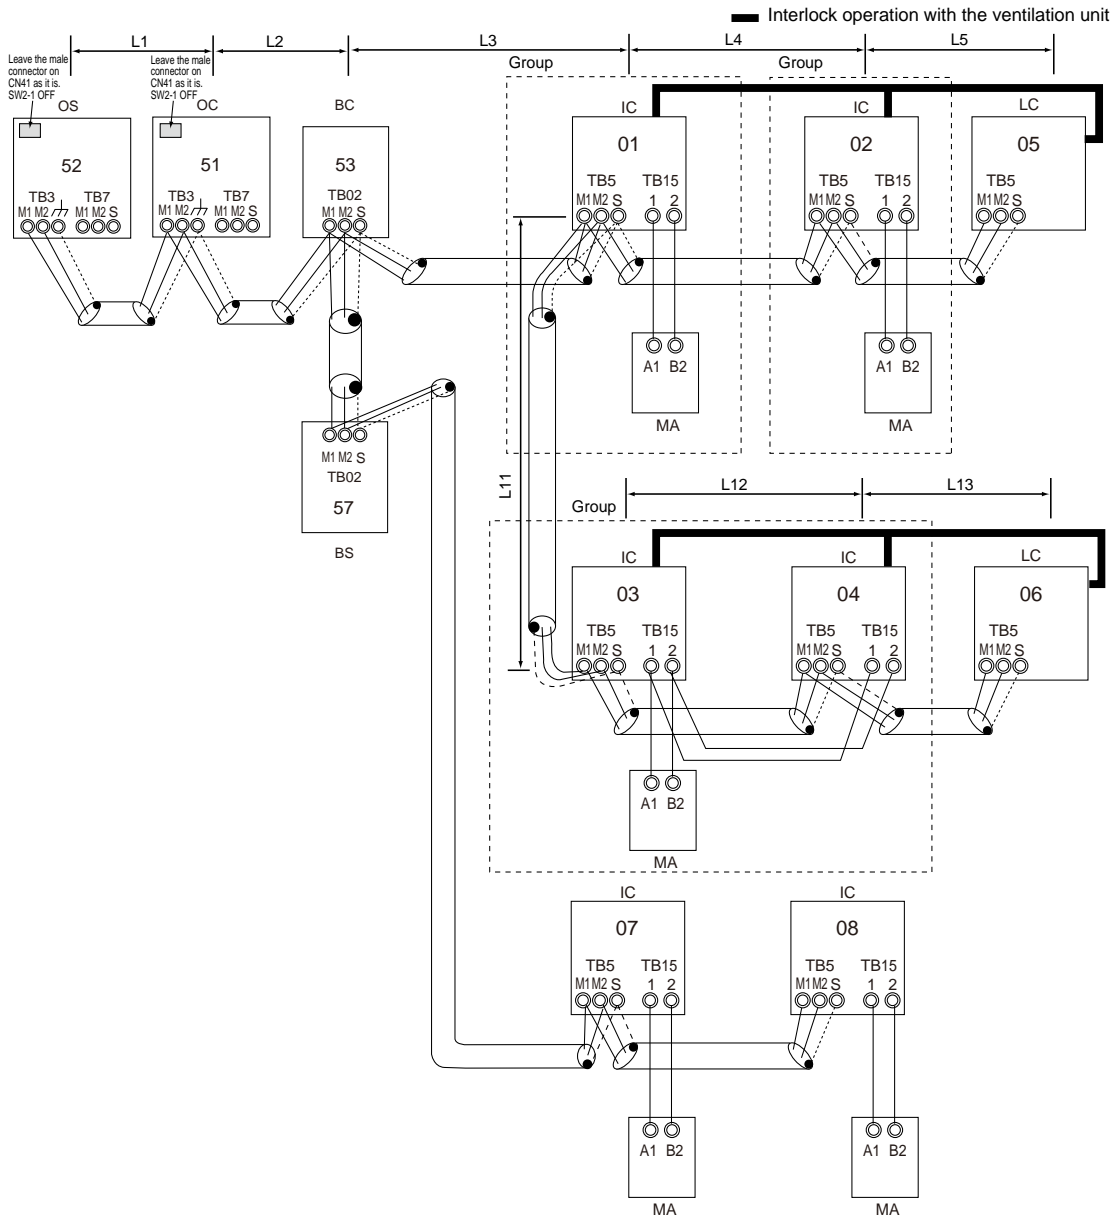 Interlock operation with the ventilation unit
L1 L2 L3 L4 L5
Leave the male
connector on
CN41 as it is.
SW2-1 OFF
Leave the male
connector on
CN41 as it is.
SW2-1 OFF
Group Group
OS OC BC IC IC LC
52 51 53 01 02 05
TB3 TB7 TB3 TB7 TB02 TB5 TB15 TB5 TB15 TB5
M1 M2 M1 M2 S M1 M2 M1 M2 S M1 M2 S M1 M2 S 1 2 M1 M2 S 1 2 M1 M2 S
A1 B2 A1 B2
MA MA
M1 M2 S
TB02
57
BS
L11
L12 L13
Group
IC IC LC
03 04 06
TB5 TB15 TB5 TB15 TB5
M1 M2 S 1 2 M1 M2 S 1 2 M1 M2 S
A1 B2
MA
IC IC
07 08
TB5 TB15 TB5 TB15
M1 M2 S 1 2 M1 M2 S 1 2
A1 B2 A1 B2
MA MA